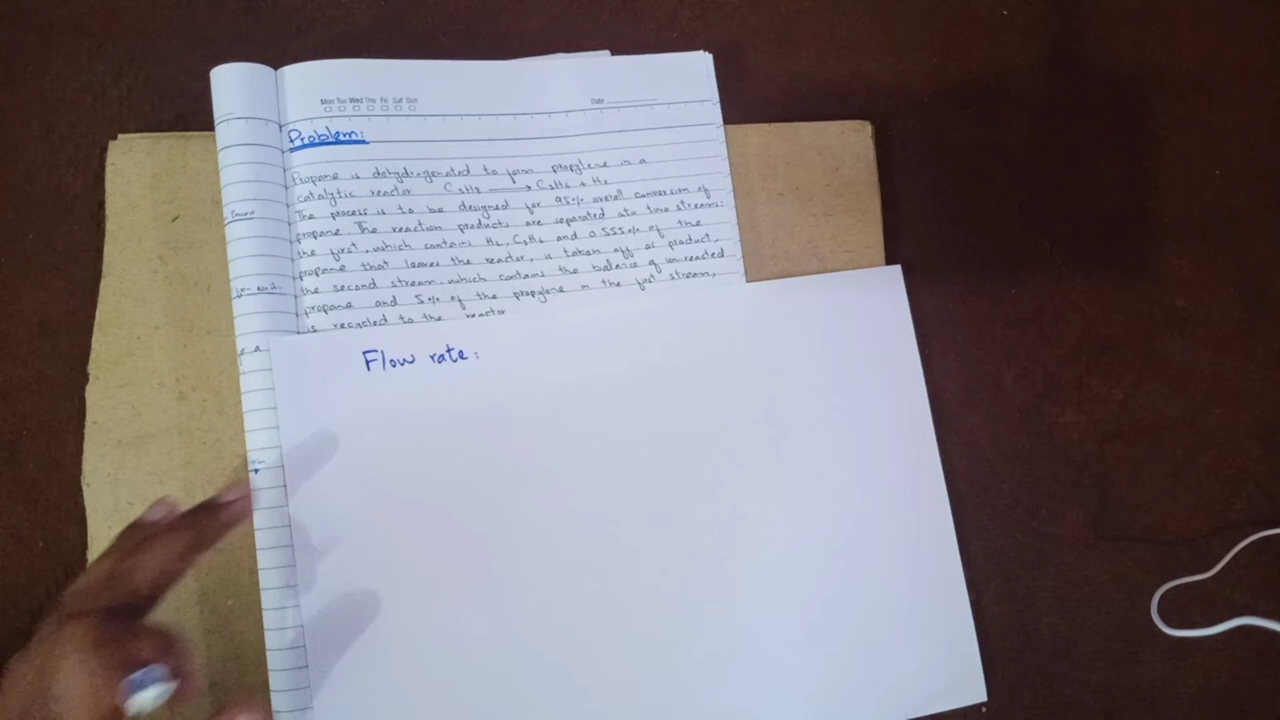 Mon Tue Wed Thu Fri Sat Sun
Date
Problem:
Propane is dehydrogenated to form propylene in a
catalytic reactor C3H8 → C3H6 + H2
The process is to be designed for 95% overall conversion of
propane The reaction products are separated into two streams:
the first, which contains H2, C3H6 and 0.555% of the
propane that leaves the reactor, is taken off as product.
the second stream, which contains the balance of unreacted
propane and 5% of the propylene in the first stream,
is recycled to the reactor
Flow rate: